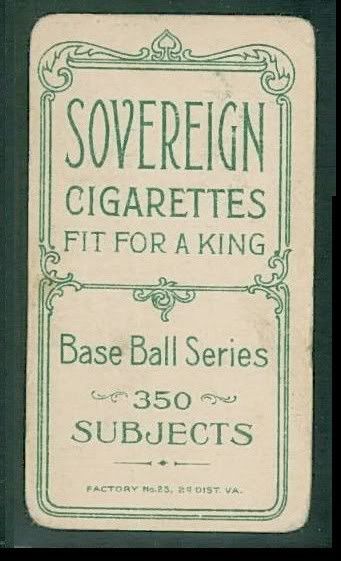 SOVEREIGN
CIGARETTES
FIT FOR A KING
Base Ball Series
350
SUBJECTS
FACTORY No. 25, 2d DIST. VA.